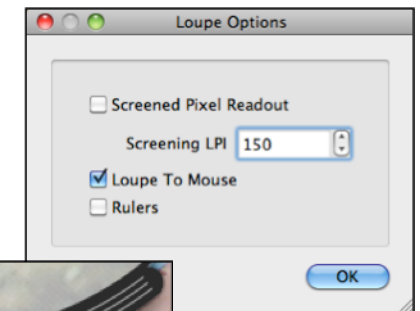 Loupe Options
Screened Pixel Readout
Screening LPI 150
Loupe To Mouse
Rulers
OK